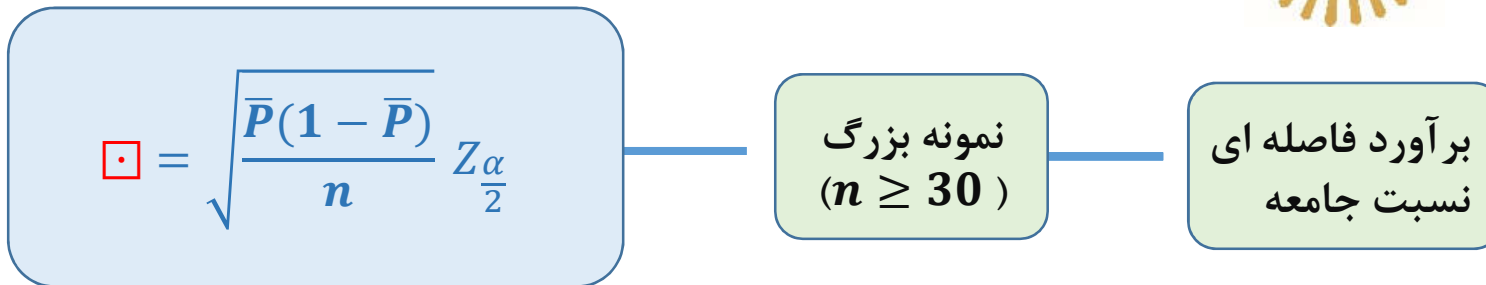 برآورد فاصله ای
نسبت جامعه
نمونه بزرگ
(n ≥ 30 )
⊡ = √(P̅(1 − P̅)/n) Z_(α/2)